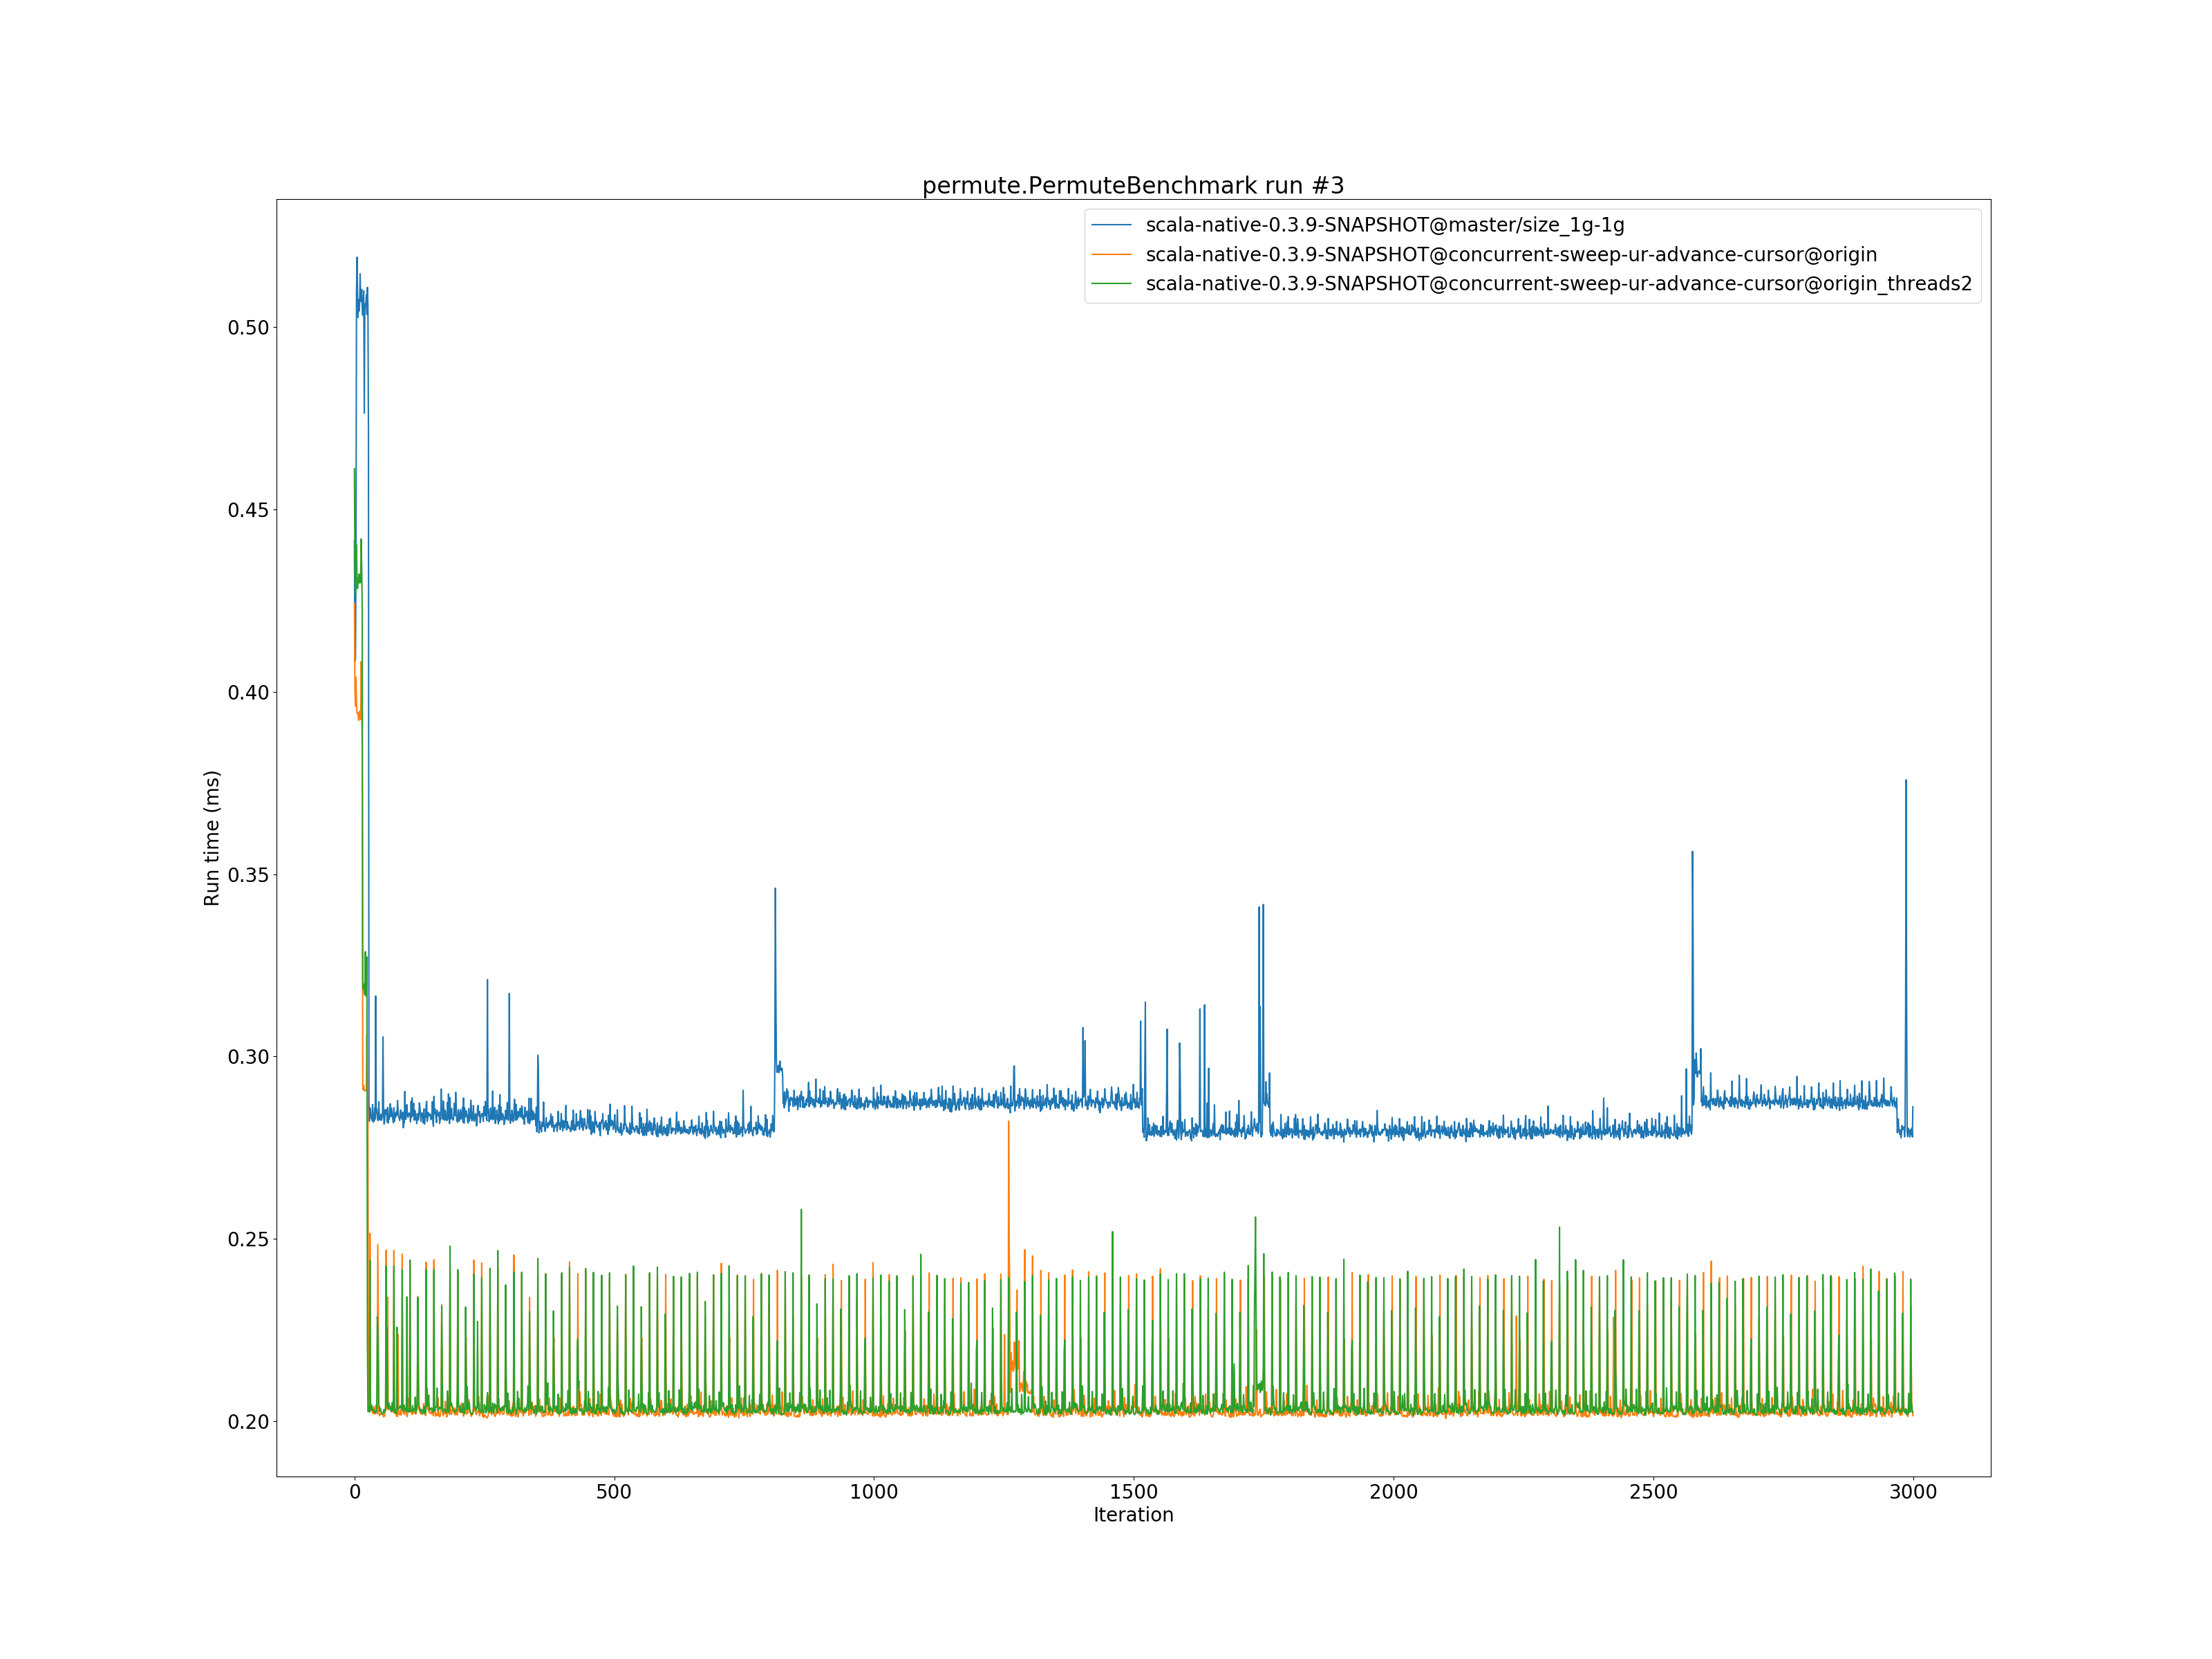 permute.PermuteBenchmark run #3
scala-native-0.3.9-SNAPSHOT@master/size_1g-1g
scala-native-0.3.9-SNAPSHOT@concurrent-sweep-ur-advance-cursor@origin
scala-native-0.3.9-SNAPSHOT@concurrent-sweep-ur-advance-cursor@origin_threads2
0.50
0.45
0.40
0.35
0.30
0.25
0.20
Run time (ms)
0 500 1000 1500 2000 2500 3000
Iteration